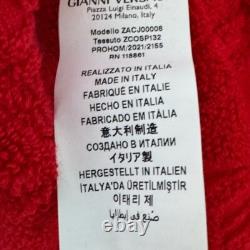 GIANNI VERSACE
Piazza Luigi Einaudi, 4
20124 Milano, Italy
Modello ZACJ00006
Tessuto ZCOSP132
PROHOM/2021/2155
RN 118861
REALIZZATO IN ITALIA
MADE IN ITALY
FABRIQUÉ EN ITALIE
HECHO EN ITALIA
FABRICADO EM ITÁLIA
意大利制造
СОЗДАНО В ИТАЛИИ
イタリア製
HERGESTELLT IN ITALIEN
İTALYA'DA ÜRETİLMİŞTİR
이태리 제
صنع في إيطاليا